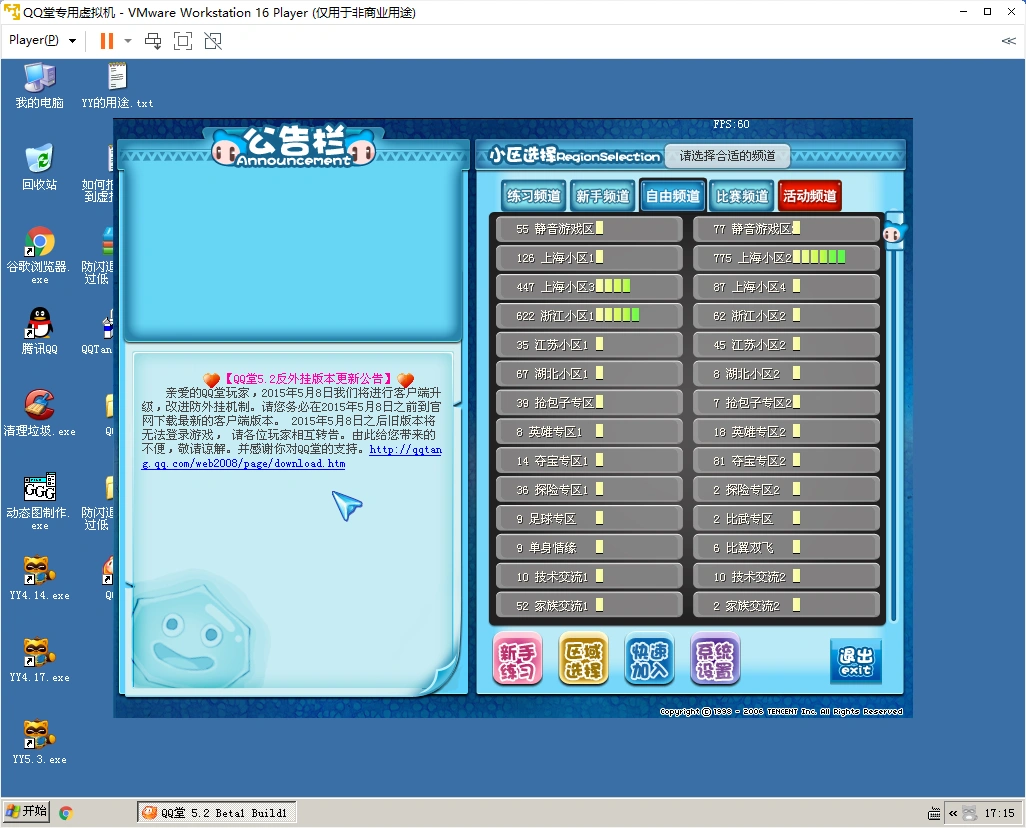 QQ堂专用虚拟机 - VMware Workstation 16 Player (仅用于非商业用途)
Player(P)
我的电脑
YY的用途.txt
回收站
如何把
到虚拟
谷歌浏览器.
exe
防闪退
过低
腾讯QQ
QQTan
清理垃圾.exe
动态图制作.
exe
防闪退
过低
YY4.14.exe
YY4.17.exe
YY5.3.exe
FPS:60
公告栏
Announcement
【QQ堂5.2反外挂版本更新公告】
亲爱的QQ堂玩家,2015年5月8日我们将进行客户端升
级,改进防外挂机制。请您务必在2015年5月8日之前到官
网下载最新的客户端版本。 2015年5月8日之后旧版本将
无法登录游戏, 请各位玩家相互转告。由此给您带来的
不便,敬请谅解。并感谢你对QQ堂的支持。http://qqtan
g.qq.com/web2008/page/download.htm
小区选择RegionSelection
请选择合适的频道
练习频道 新手频道 自由频道 比赛频道 活动频道
55 静音游戏区 77 静音游戏区
126 上海小区1 775 上海小区2
447 上海小区3 87 上海小区4
622 浙江小区1 62 浙江小区2
35 江苏小区1 45 江苏小区2
67 湖北小区1 8 湖北小区2
39 抢包子专区 7 抢包子专区2
8 英雄专区1 18 英雄专区2
14 夺宝专区1 81 夺宝专区2
36 探险专区1 2 探险专区2
9 足球专区 2 比武专区
9 单身情缘 6 比翼双飞
10 技术交流1 10 技术交流2
52 家族交流1 2 家族交流2
新手练习 区域选择 快速加入 系统设置 退出 exit
Copyright © 1998 - 2006 TENCENT Inc. All Rights Reserved
开始
QQ堂 5.2 Beta1 Build1
17:15